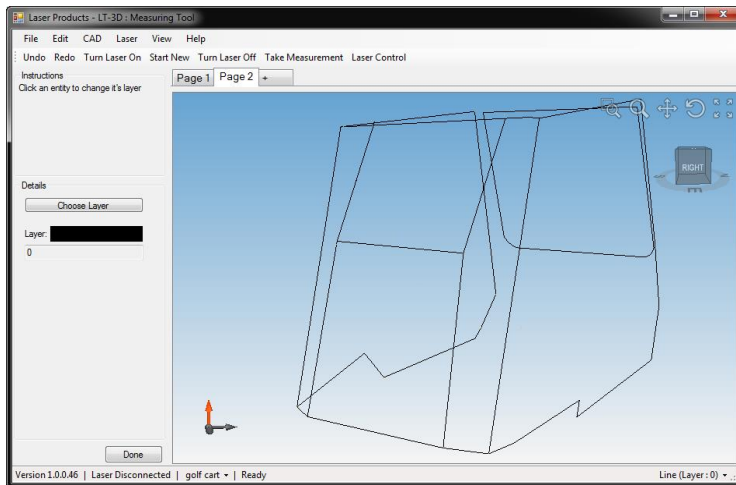 Laser Products - LT-3D : Measuring Tool
File Edit CAD Laser View Help
Undo Redo Turn Laser On Start New Turn Laser Off Take Measurement Laser Control
Instructions
Click an entity to change it's layer
Page 1 Page 2 +
RIGHT
Details
Choose Layer
Layer:
0
Done
Version 1.0.0.46 | Laser Disconnected | golf cart | Ready Line (Layer : 0)